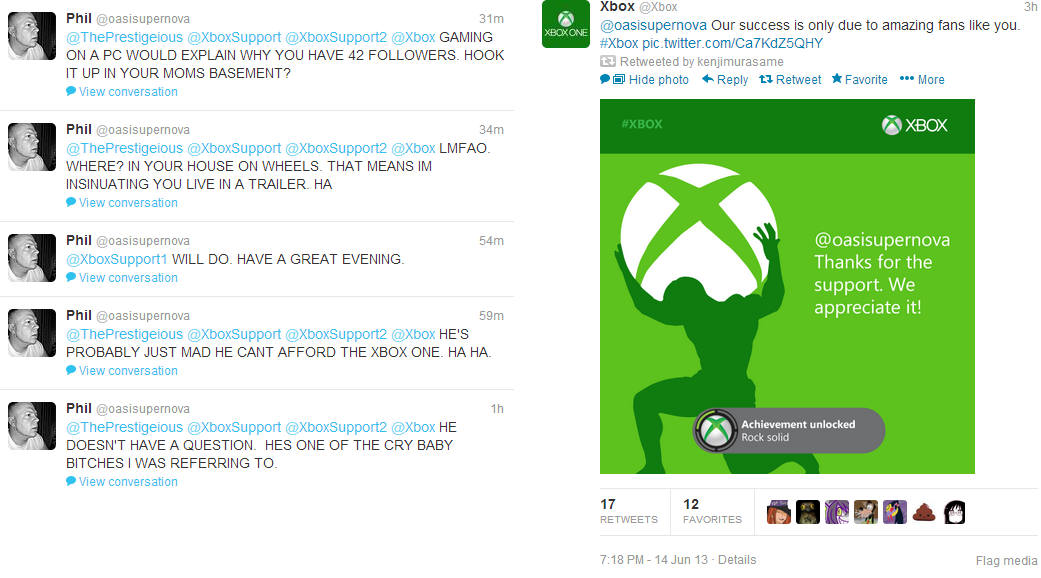 Phil @oasisupernova 31m
@ThePrestigeious @XboxSupport @XboxSupport2 @Xbox GAMING
ON A PC WOULD EXPLAIN WHY YOU HAVE 42 FOLLOWERS. HOOK
IT UP IN YOUR MOMS BASEMENT?
View conversation
Phil @oasisupernova 34m
@ThePrestigeious @XboxSupport @XboxSupport2 @Xbox LMFAO.
WHERE? IN YOUR HOUSE ON WHEELS. THAT MEANS IM
INSINUATING YOU LIVE IN A TRAILER. HA
View conversation
Phil @oasisupernova 54m
@XboxSupport1 WILL DO. HAVE A GREAT EVENING.
View conversation
Phil @oasisupernova 59m
@ThePrestigeious @XboxSupport @XboxSupport2 @Xbox HE'S
PROBABLY JUST MAD HE CANT AFFORD THE XBOX ONE. HA HA.
View conversation
Phil @oasisupernova 1h
@ThePrestigeious @XboxSupport @XboxSupport2 @Xbox HE
DOESN'T HAVE A QUESTION.  HES ONE OF THE CRY BABY
BITCHES I WAS REFERRING TO.
View conversation
XBOX ONE
Xbox @Xbox 3h
@oasisupernova Our success is only due to amazing fans like you.
#Xbox pic.twitter.com/Ca7KdZ5QHY
Retweeted by kenjimurasame
Hide photo Reply Retweet Favorite More
#XBOX XBOX
@oasisupernova
Thanks for the
support. We
appreciate it!
Achievement unlocked
Rock solid
17 12
RETWEETS FAVORITES
7:18 PM - 14 Jun 13 · Details Flag media